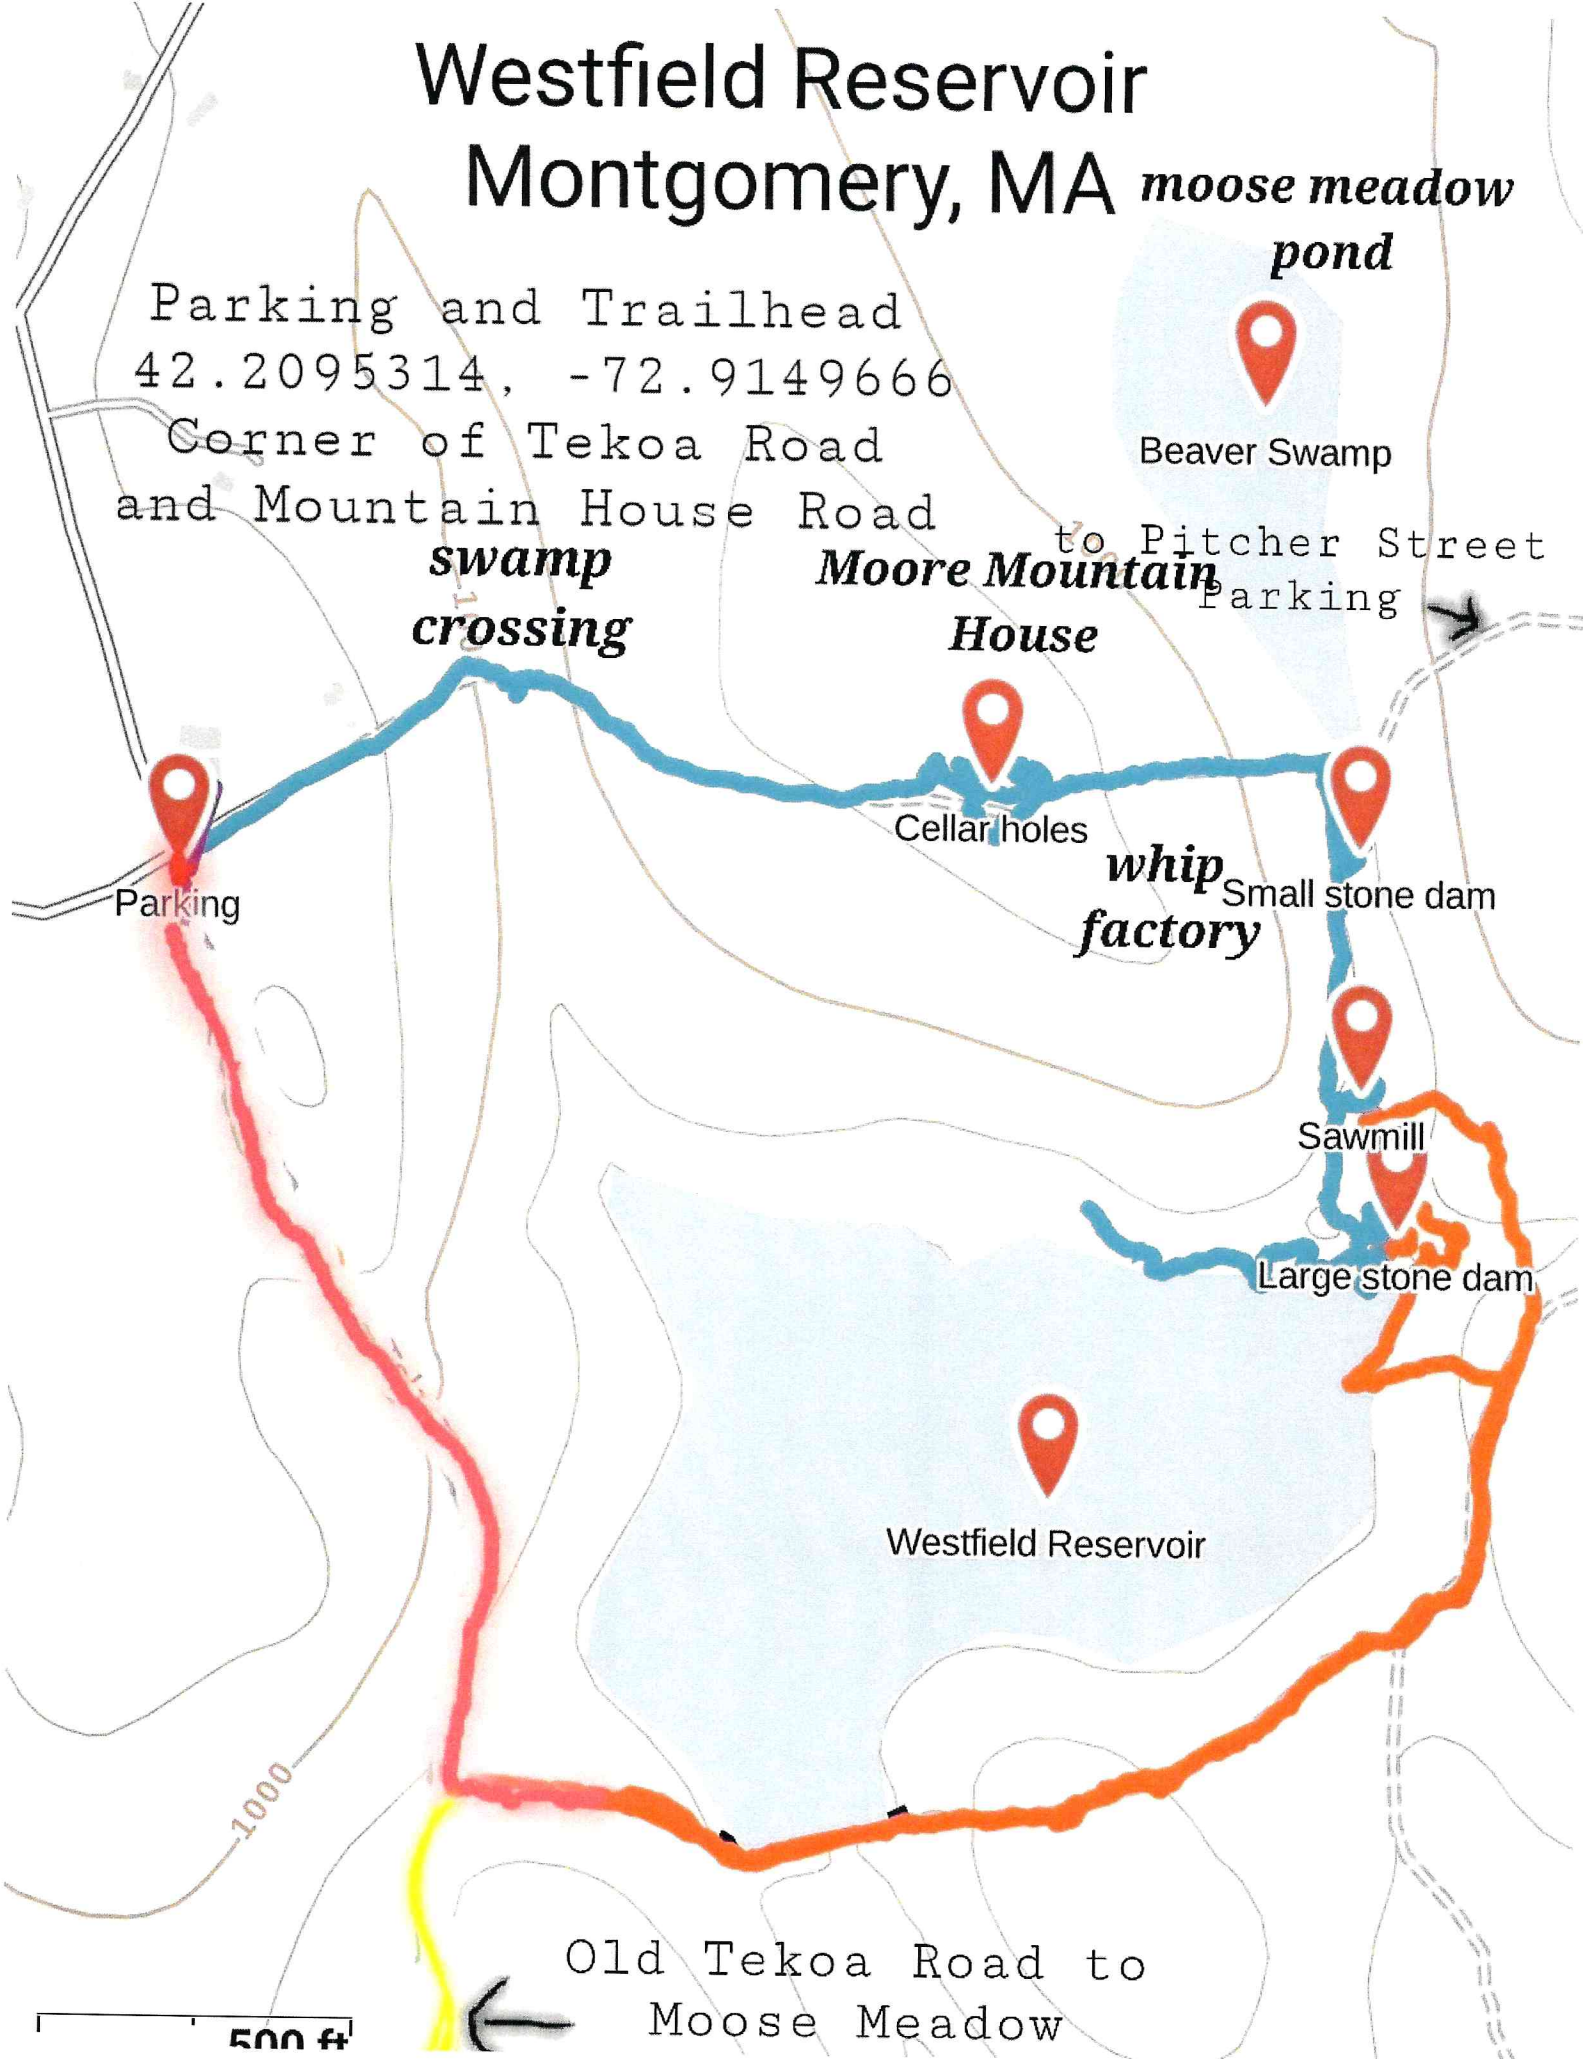 Westfield Reservoir
Montgomery, MA
moose meadow
pond
Parking and Trailhead
42.2095314, -72.9149666
Corner of Tekoa Road
and Mountain House Road
Beaver Swamp
to Pitcher Street
Parking
swamp
crossing
Moore Mountain
House
Cellar holes
Parking
whip
factory
Small stone dam
Sawmill
Large stone dam
Westfield Reservoir
1000
Old Tekoa Road to
Moose Meadow
500 ft